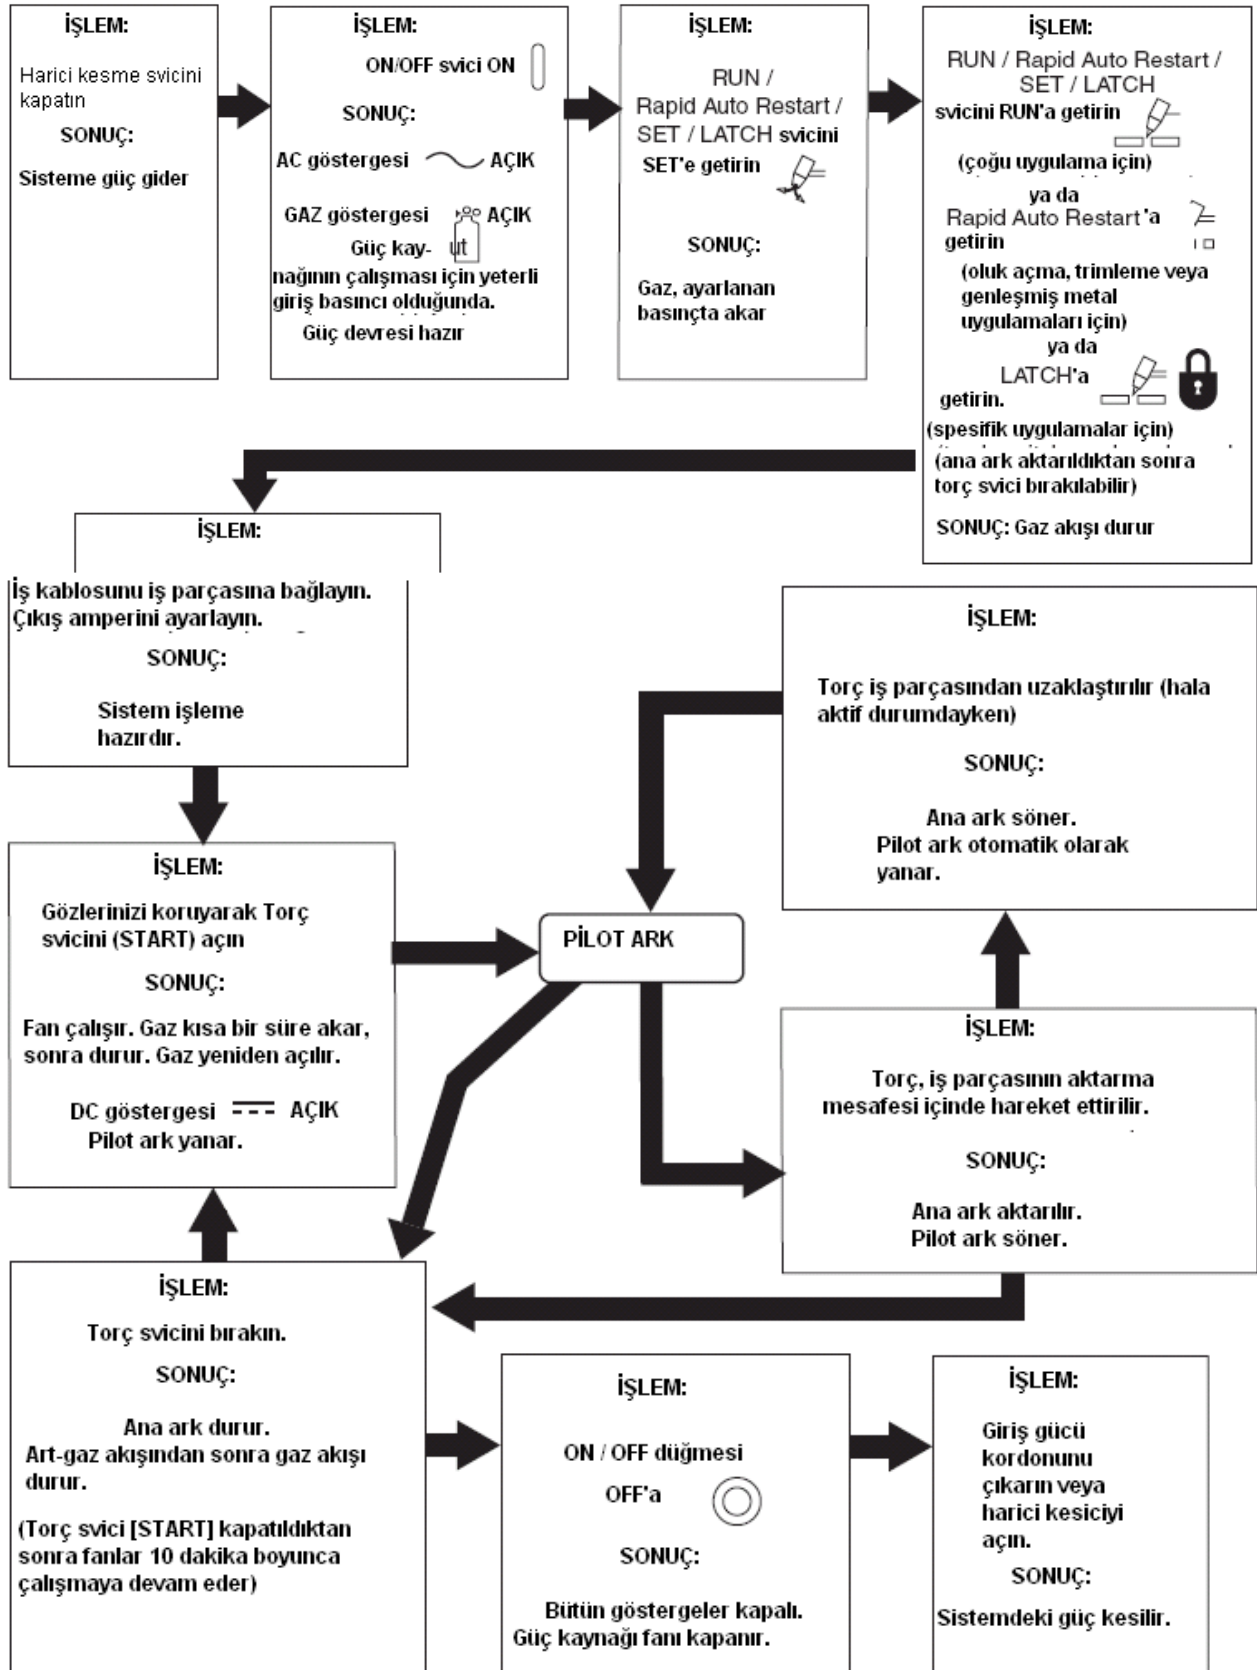 İŞLEM:
Harici kesme svicini
kapatın
SONUÇ:
Sisteme güç gider
İŞLEM:
ON/OFF svici ON
SONUÇ:
AC göstergesi AÇIK
GAZ göstergesi AÇIK
Güç kay- ut
nağının çalışması için yeterli
giriş basıncı olduğunda.
Güç devresi hazır
İŞLEM:
RUN /
Rapid Auto Restart /
SET / LATCH svicini
SET'e getirin
SONUÇ:
Gaz, ayarlanan
basınçta akar
İŞLEM:
RUN / Rapid Auto Restart /
SET / LATCH
svicini RUN'a getirin
(çoğu uygulama için)
ya da
Rapid Auto Restart'a
getirin
(oluk açma, trimleme veya
genleşmiş metal
uygulamaları için)
ya da
LATCH'a
getirin.
(spesifik uygulamalar için)
(ana ark aktarıldıktan sonra
torç svici bırakılabilir)
SONUÇ: Gaz akışı durur
İŞLEM:
İş kablosunu iş parçasına bağlayın.
Çıkış amperini ayarlayın.
SONUÇ:
Sistem işleme
hazırdır.
İŞLEM:
Gözlerinizi koruyarak Torç
svicini (START) açın
SONUÇ:
Fan çalışır. Gaz kısa bir süre akar,
sonra durur. Gaz yeniden açılır.
DC göstergesi AÇIK
Pilot ark yanar.
PİLOT ARK
İŞLEM:
Torç iş parçasından uzaklaştırılır (hala
aktif durumdayken)
SONUÇ:
Ana ark söner.
Pilot ark otomatik olarak
yanar.
İŞLEM:
Torç, iş parçasının aktarma
mesafesi içinde hareket ettirilir.
SONUÇ:
Ana ark aktarılır.
Pilot ark söner.
İŞLEM:
Torç svicini bırakın.
SONUÇ:
Ana ark durur.
Art-gaz akışından sonra gaz akışı
durur.
(Torç svici [START] kapatıldıktan
sonra fanlar 10 dakika boyunca
çalışmaya devam eder)
İŞLEM:
ON / OFF düğmesi
OFF'a
SONUÇ:
Bütün göstergeler kapalı.
Güç kaynağı fanı kapanır.
İŞLEM:
Giriş gücü
kordonunu
çıkarın veya
harici kesiciyi
açın.
SONUÇ:
Sistemdeki güç kesilir.